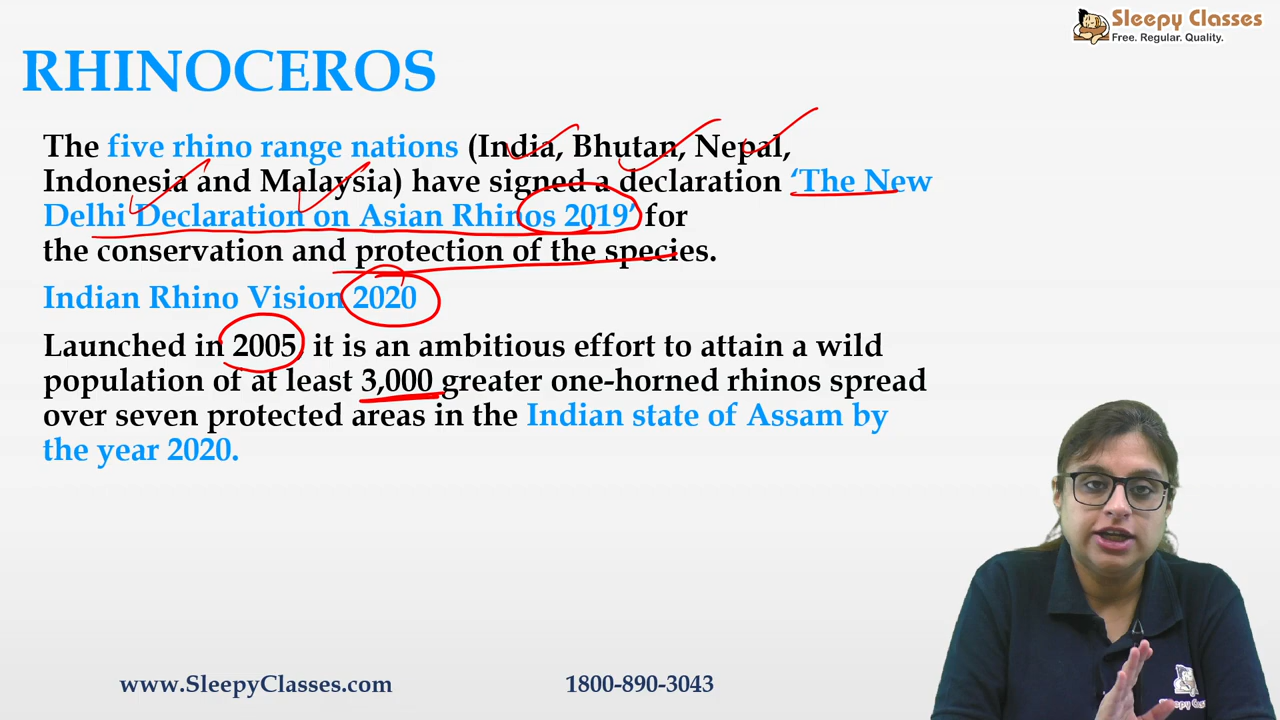 Sleepy Classes
Free. Regular. Quality.
RHINOCEROS
The five rhino range nations (India, Bhutan, Nepal,
Indonesia and Malaysia) have signed a declaration ‘The New
Delhi Declaration on Asian Rhinos 2019’ for
the conservation and protection of the species.
Indian Rhino Vision 2020
Launched in 2005, it is an ambitious effort to attain a wild
population of at least 3,000 greater one-horned rhinos spread
over seven protected areas in the Indian state of Assam by
the year 2020.
www.SleepyClasses.com
1800-890-3043
Sleepy Classes